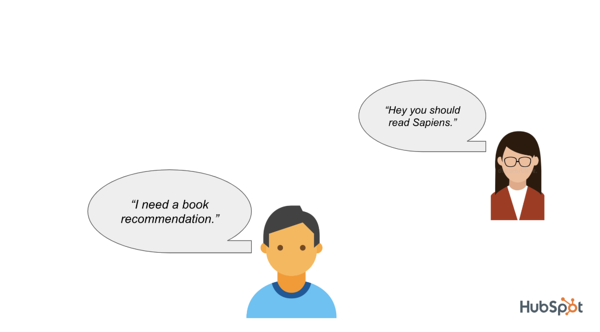 “Hey you should
read Sapiens.”
“I need a book
recommendation.”
HubSpot